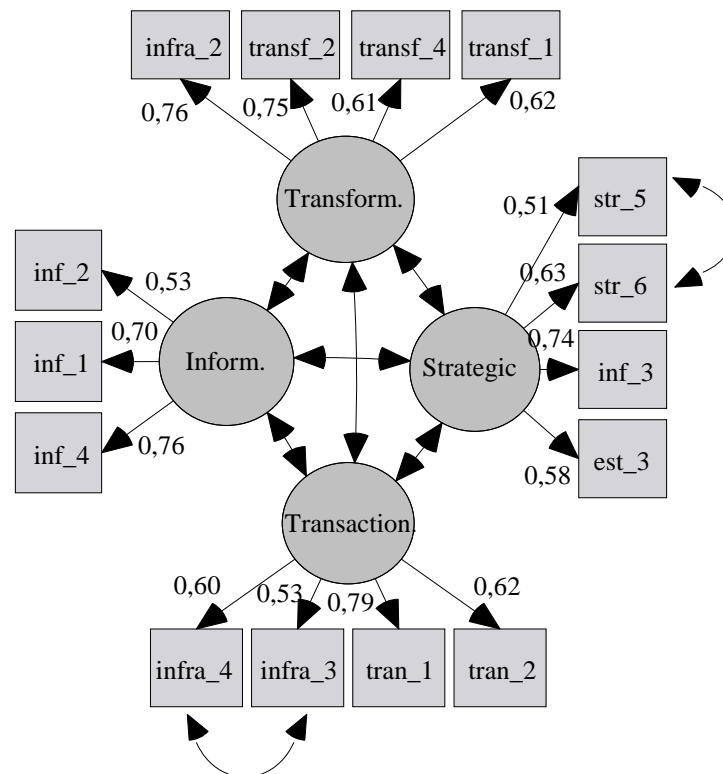 infra_2 transf_2 transf_4 transf_1
0,76 0,75 0,61 0,62
Transform.
str_5
0,51
inf_2
0,53
str_6
0,63
inf_1
0,70
Inform.
Strategic
0,74
inf_3
inf_4
0,76
est_3
0,58
Transaction.
0,60 0,53 0,79 0,62
infra_4 infra_3 tran_1 tran_2